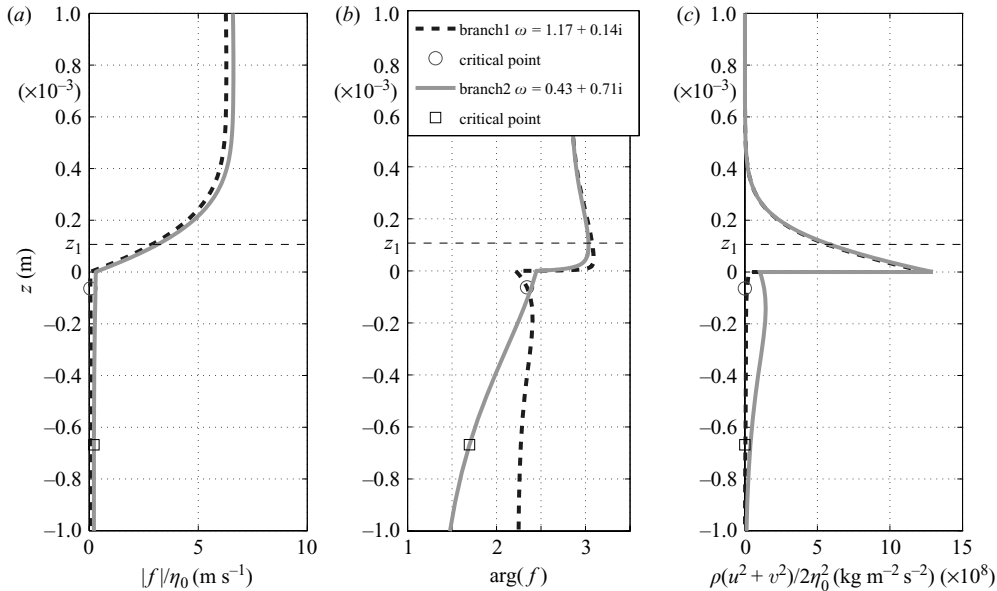 (a)
1.0
0.8
(×10⁻³)
0.6
0.4
0.2
z₁
0
−0.2
−0.4
−0.6
−0.8
−1.0
z (m)
0 5 10
|f|/η₀ (m s⁻¹)
(b)
1.0
0.8
(×10⁻³)
0.6
0.4
0.2
z₁
0
−0.2
−0.4
−0.6
−0.8
−1.0
1 2 3
arg(f)
branch1 ω = 1.17 + 0.14i
critical point
branch2 ω = 0.43 + 0.71i
critical point
(c)
1.0
0.8
(×10⁻³)
0.6
0.4
0.2
z₁
0
−0.2
−0.4
−0.6
−0.8
−1.0
0 5 10 15
ρ(u² + v²)/2η₀² (kg m⁻² s⁻²) (×10⁸)